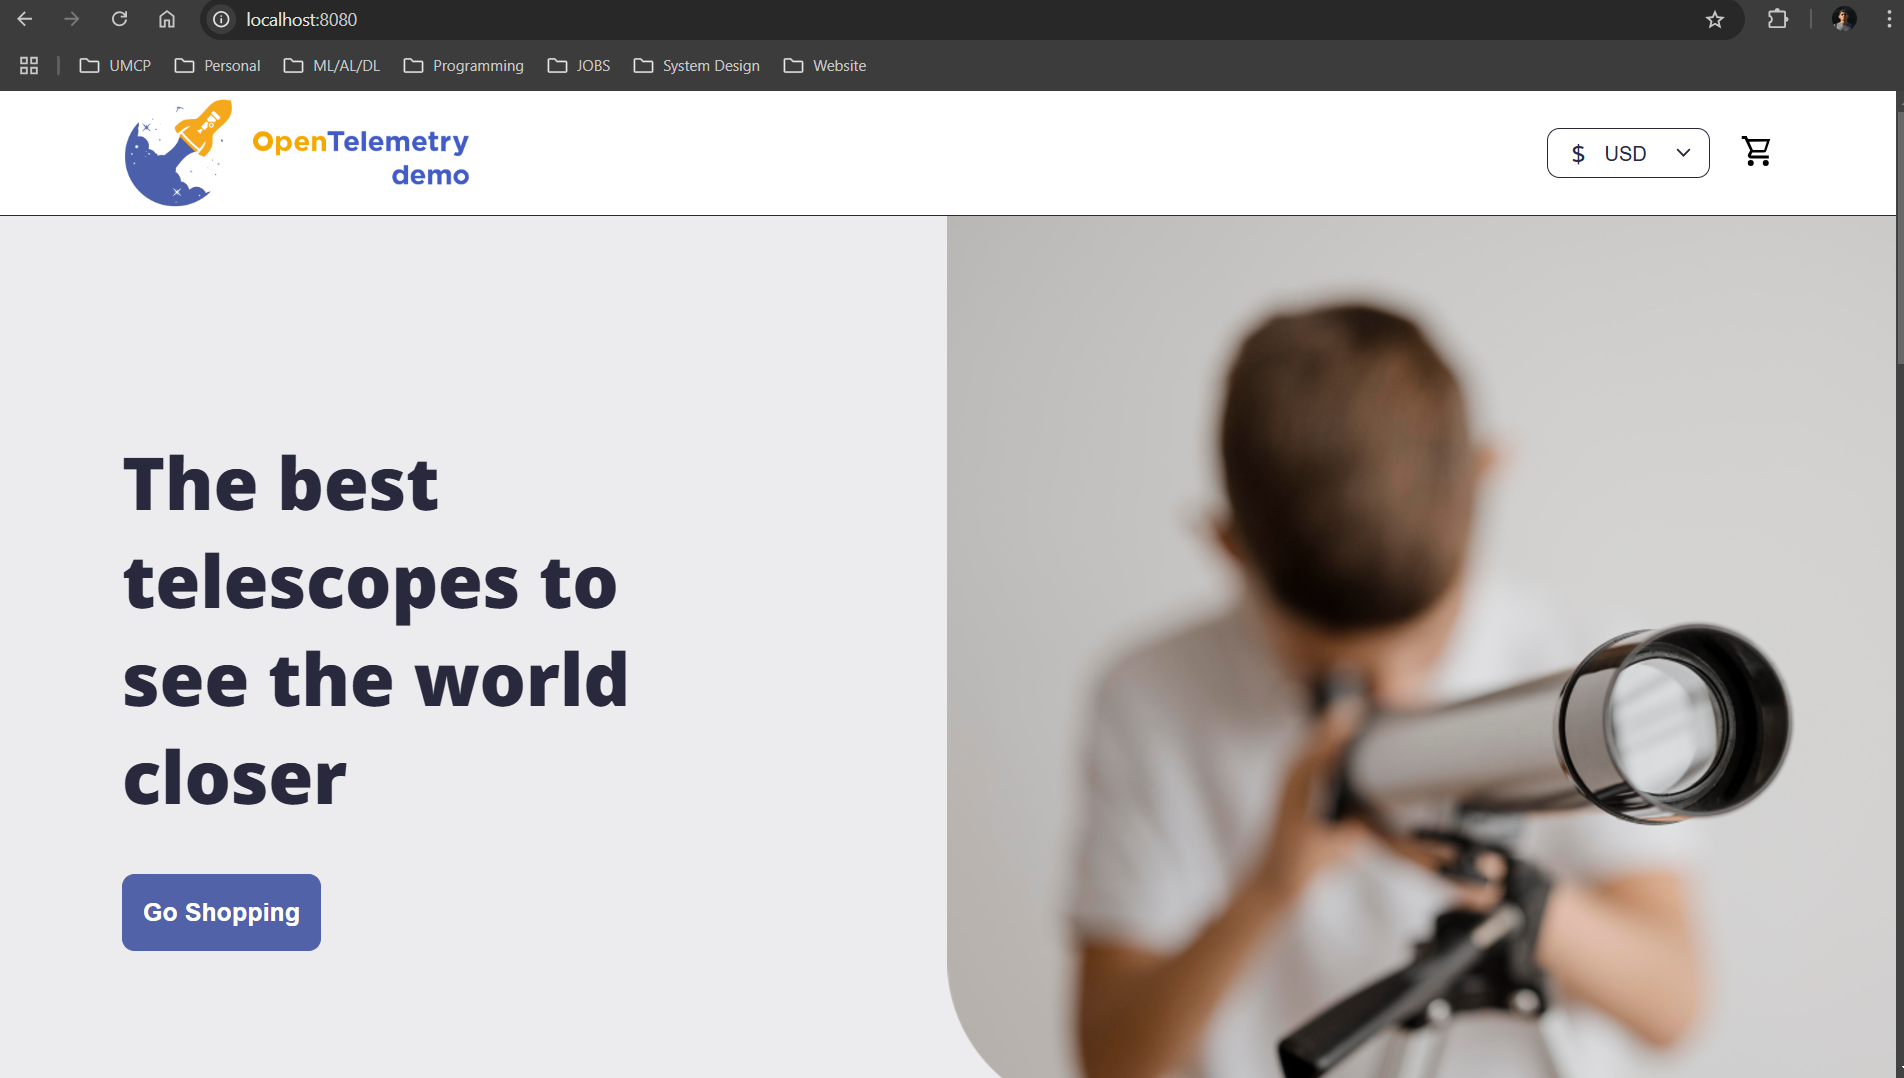 localhost:8080
UMCP Personal ML/AL/DL Programming JOBS System Design Website
OpenTelemetry
demo
$ USD
The best
telescopes to
see the world
closer
Go Shopping